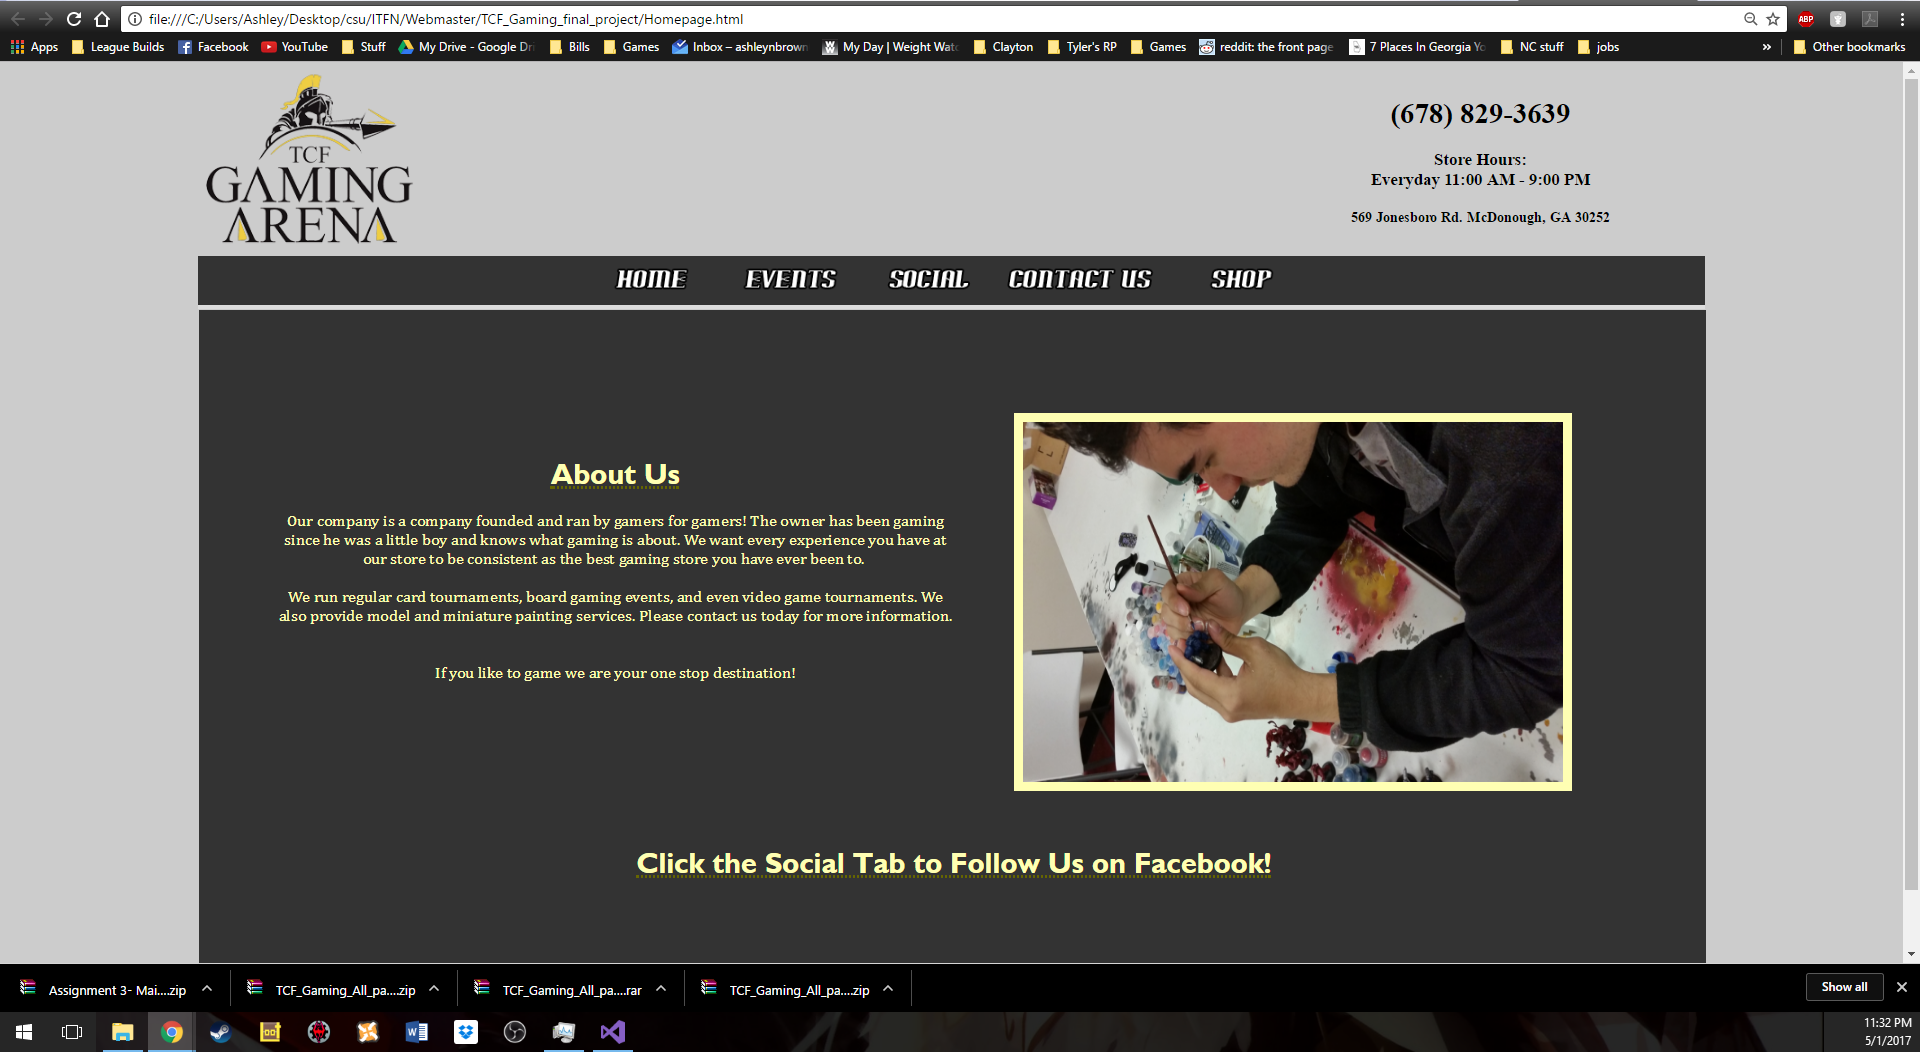 file:///C:/Users/Ashley/Desktop/csu/ITFN/Webmaster/TCF_Gaming_final_project/Homepage.html
ABP
Apps League Builds Facebook YouTube Stuff My Drive - Google Dri Bills Games Inbox – ashleynbrown My Day | Weight Wat Clayton Tyler's RP Games reddit: the front page 7 Places In Georgia Yo NC stuff jobs » Other bookmarks
TCF
GAMING
ARENA
(678) 829-3639
Store Hours:
Everyday 11:00 AM - 9:00 PM
569 Jonesboro Rd. McDonough, GA 30252
HOME EVENTS SOCIAL CONTACT US SHOP
About Us
Our company is a company founded and ran by gamers for gamers! The owner has been gaming
since he was a little boy and knows what gaming is about. We want every experience you have at
our store to be consistent as the best gaming store you have ever been to.
We run regular card tournaments, board gaming events, and even video game tournaments. We
also provide model and miniature painting services. Please contact us today for more information.
If you like to game we are your one stop destination!
Click the Social Tab to Follow Us on Facebook!
Assignment 3- Mai....zip TCF_Gaming_All_pa....zip TCF_Gaming_All_pa....rar TCF_Gaming_All_pa....zip Show all
11:32 PM
5/1/2017